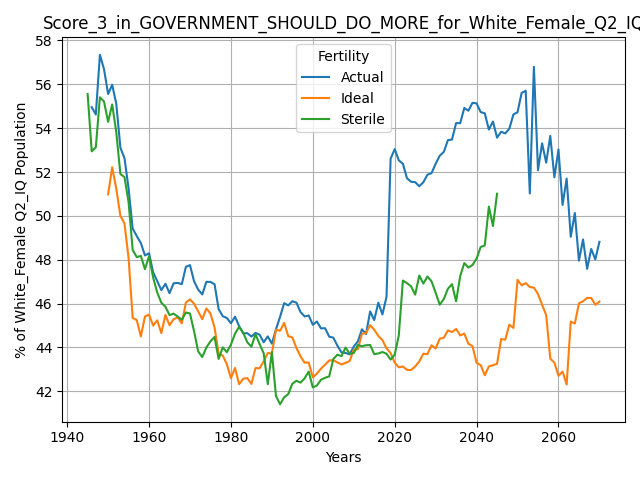 Score_3_in_GOVERNMENT_SHOULD_DO_MORE_for_White_Female_Q2_IQ
% of White_Female Q2_IQ Population
58
56
54
52
50
48
46
44
42
Fertility
Actual
Ideal
Sterile
1940 1960 1980 2000 2020 2040 2060
Years